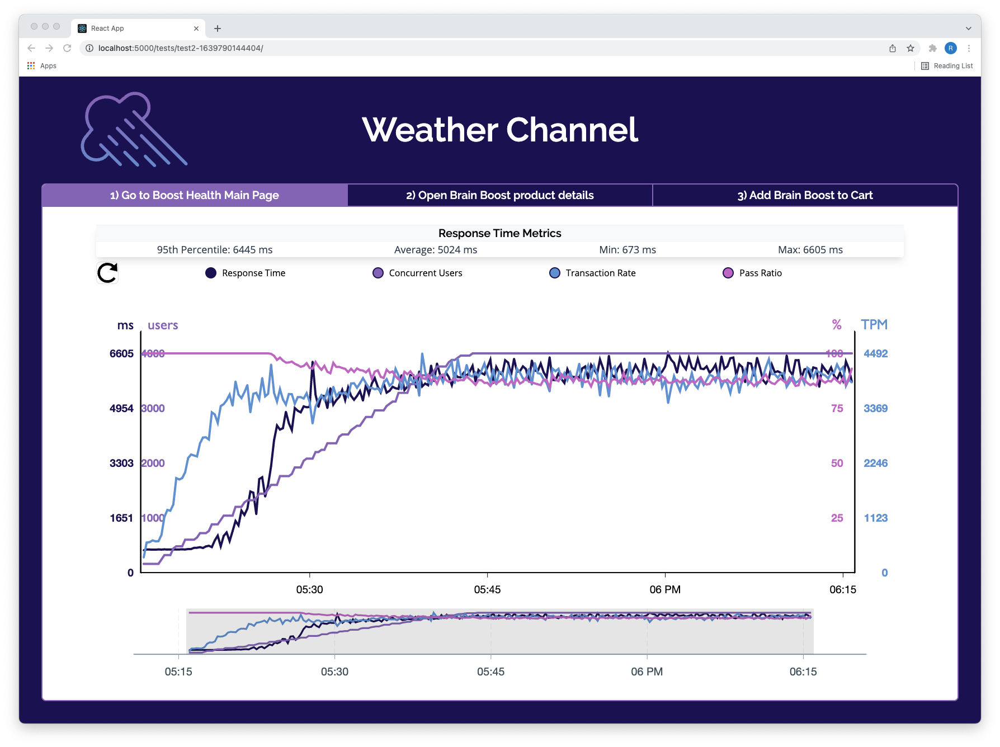 React App
localhost:5000/tests/test2-1639790144404/
R
Apps
Reading List
Weather Channel
1) Go to Boost Health Main Page
2) Open Brain Boost product details
3) Add Brain Boost to Cart
Response Time Metrics
95th Percentile: 6445 ms
Average: 5024 ms
Min: 673 ms
Max: 6605 ms
Response Time
Concurrent Users
Transaction Rate
Pass Ratio
ms users % TPM
6605 4000 100 4492
4954 3000 75 3369
3303 2000 50 2246
1651 1000 25 1123
0 0
05:30 05:45 06 PM 06:15
05:15 05:30 05:45 06 PM 06:15